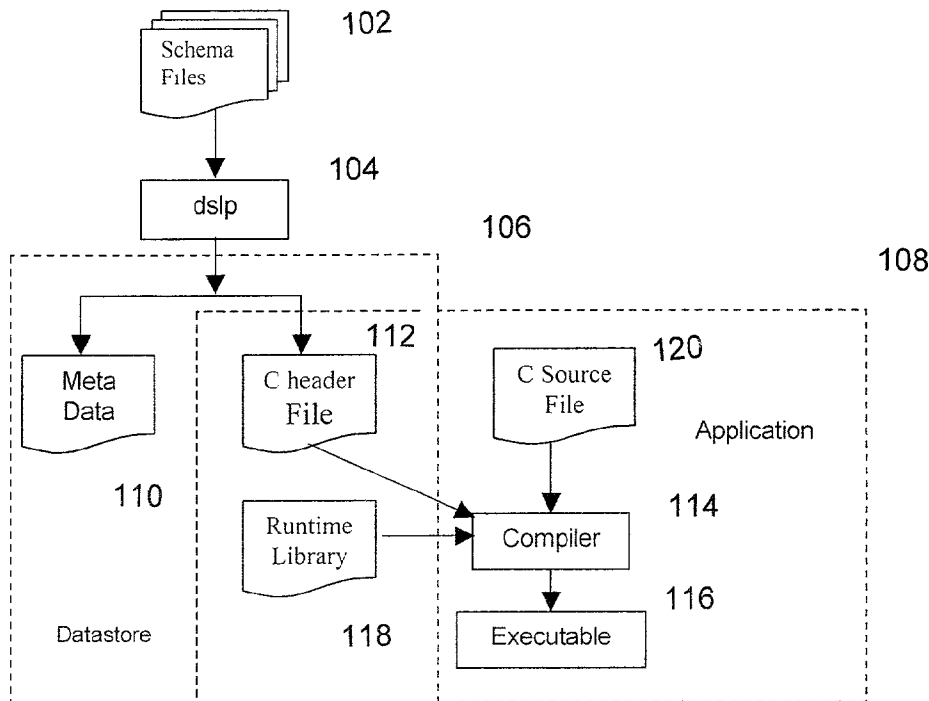 102
Schema
Files
104
dslp
106
108
112
120
Meta
Data
C header
File
C Source
File
Application
110
114
Runtime
Library
Compiler
116
118
Datastore
Executable